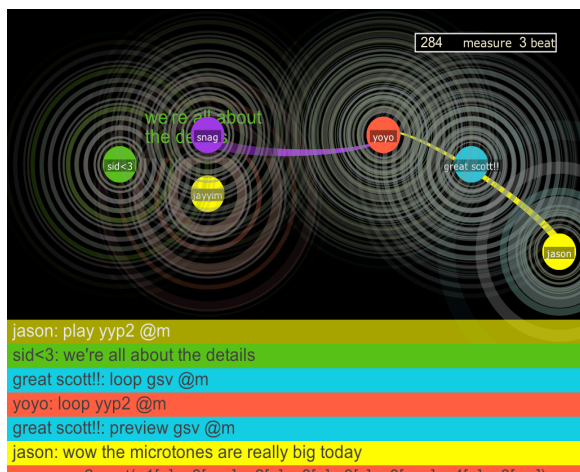 284 measure 3 beat
we're all about
the details
snag
yoyo
sid<3
great scott!!
jayyim
jason
jason: play yyp2 @m
sid<3: we're all about the details
great scott!!: loop gsv @m
yoyo: loop yyp2 @m
great scott!!: preview gsv @m
jason: wow the microtones are really big today